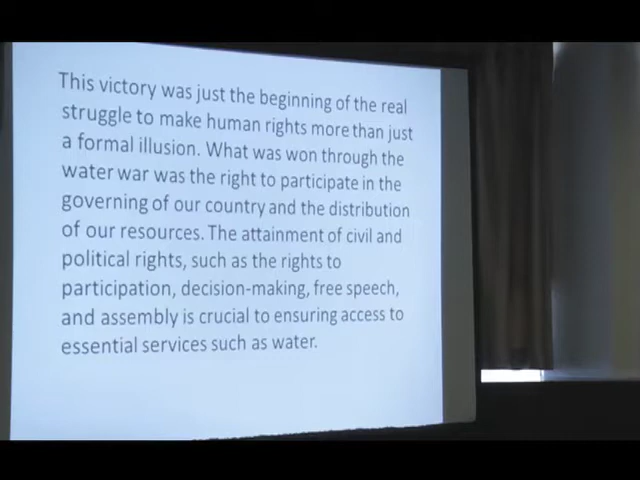 This victory was just the beginning of the real
struggle to make human rights more than just
a formal illusion. What was won through the
water war was the right to participate in the
governing of our country and the distribution
of our resources. The attainment of civil and
political rights, such as the rights to
participation, decision-making, free speech,
and assembly is crucial to ensuring access to
essential services such as water.